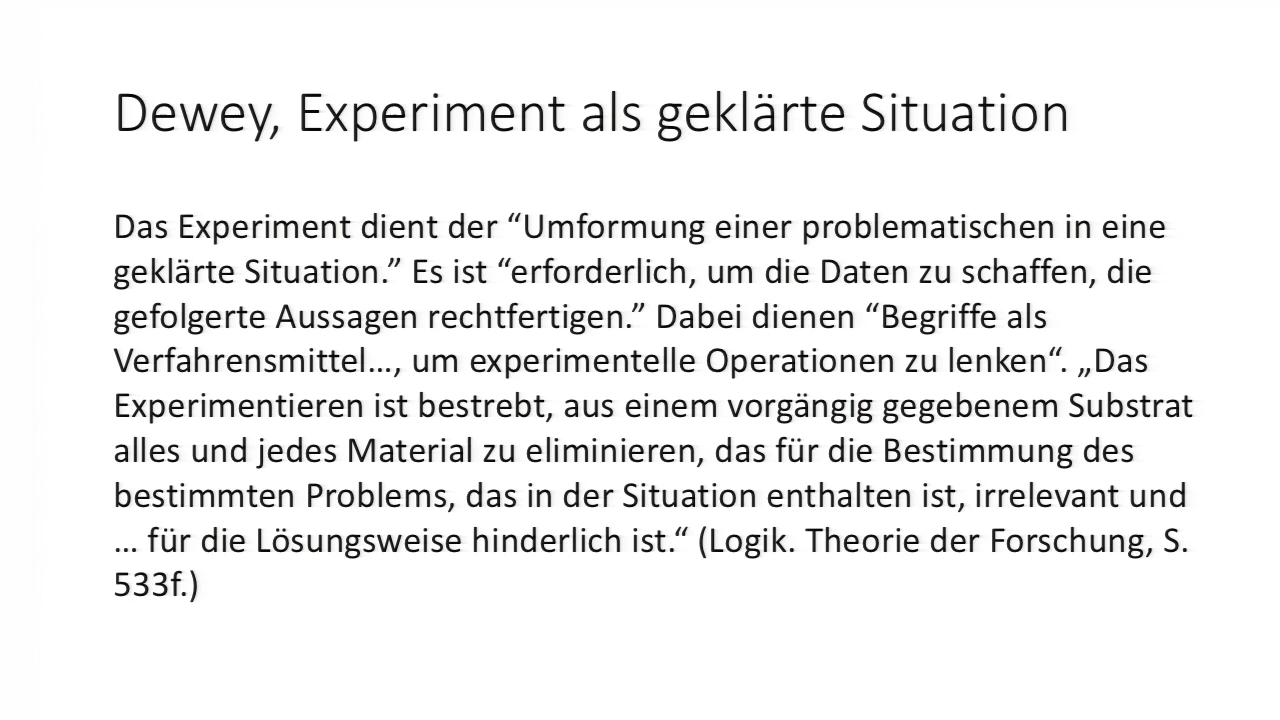 Dewey, Experiment als geklärte Situation
Das Experiment dient der “Umformung einer problematischen in eine
geklärte Situation.” Es ist “erforderlich, um die Daten zu schaffen, die
gefolgerte Aussagen rechtfertigen.” Dabei dienen “Begriffe als
Verfahrensmittel…, um experimentelle Operationen zu lenken“. „Das
Experimentieren ist bestrebt, aus einem vorgängig gegebenem Substrat
alles und jedes Material zu eliminieren, das für die Bestimmung des
bestimmten Problems, das in der Situation enthalten ist, irrelevant und
… für die Lösungsweise hinderlich ist.“ (Logik. Theorie der Forschung, S.
533f.)